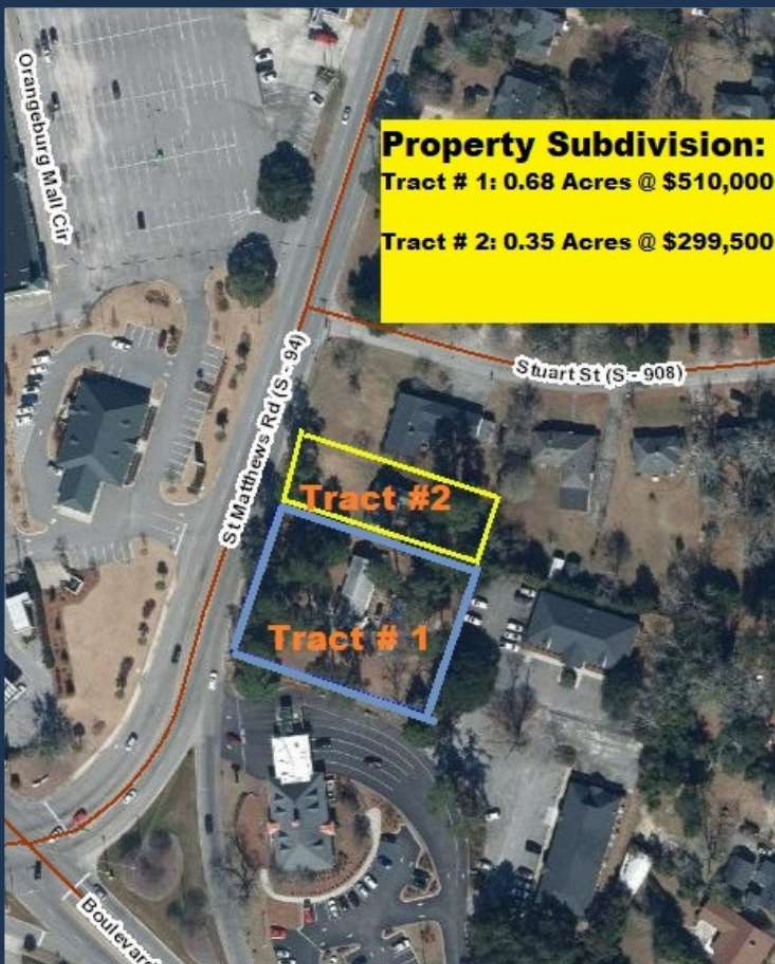 Orangeburg Mall Cir
Property Subdivision:
Tract # 1: 0.68 Acres @ $510,000
Tract # 2: 0.35 Acres @ $299,500
St Matthews Rd (S - 94)
Stuart St (S - 908)
Tract #2
Tract # 1
Boulevard